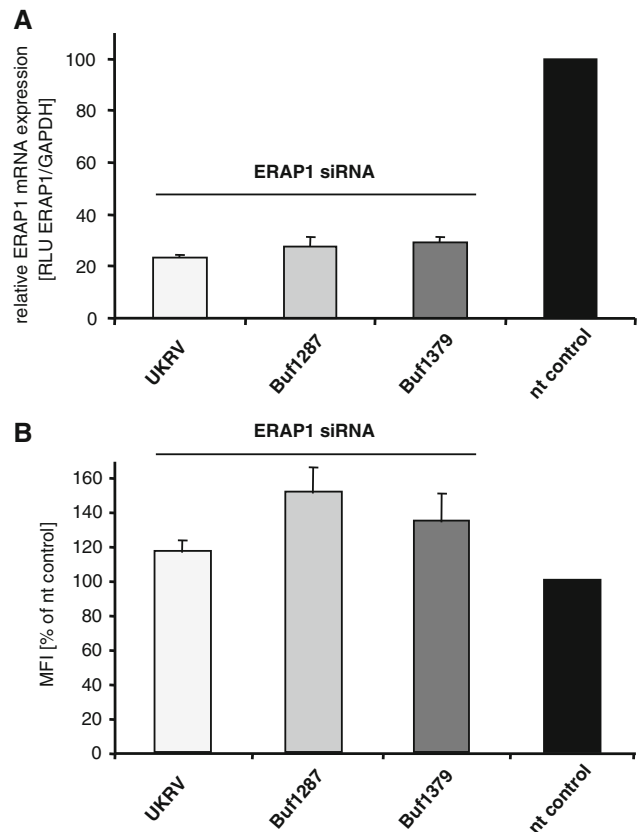 A
relative ERAP1 mRNA expression
[RLU ERAP1/GAPDH]
100
80
60
40
20
0
ERAP1 siRNA
UKRV
Buf1287
Buf1379
nt control
B
MFI [% of nt control]
160
140
120
100
80
60
40
20
0
ERAP1 siRNA
UKRV
Buf1287
Buf1379
nt control